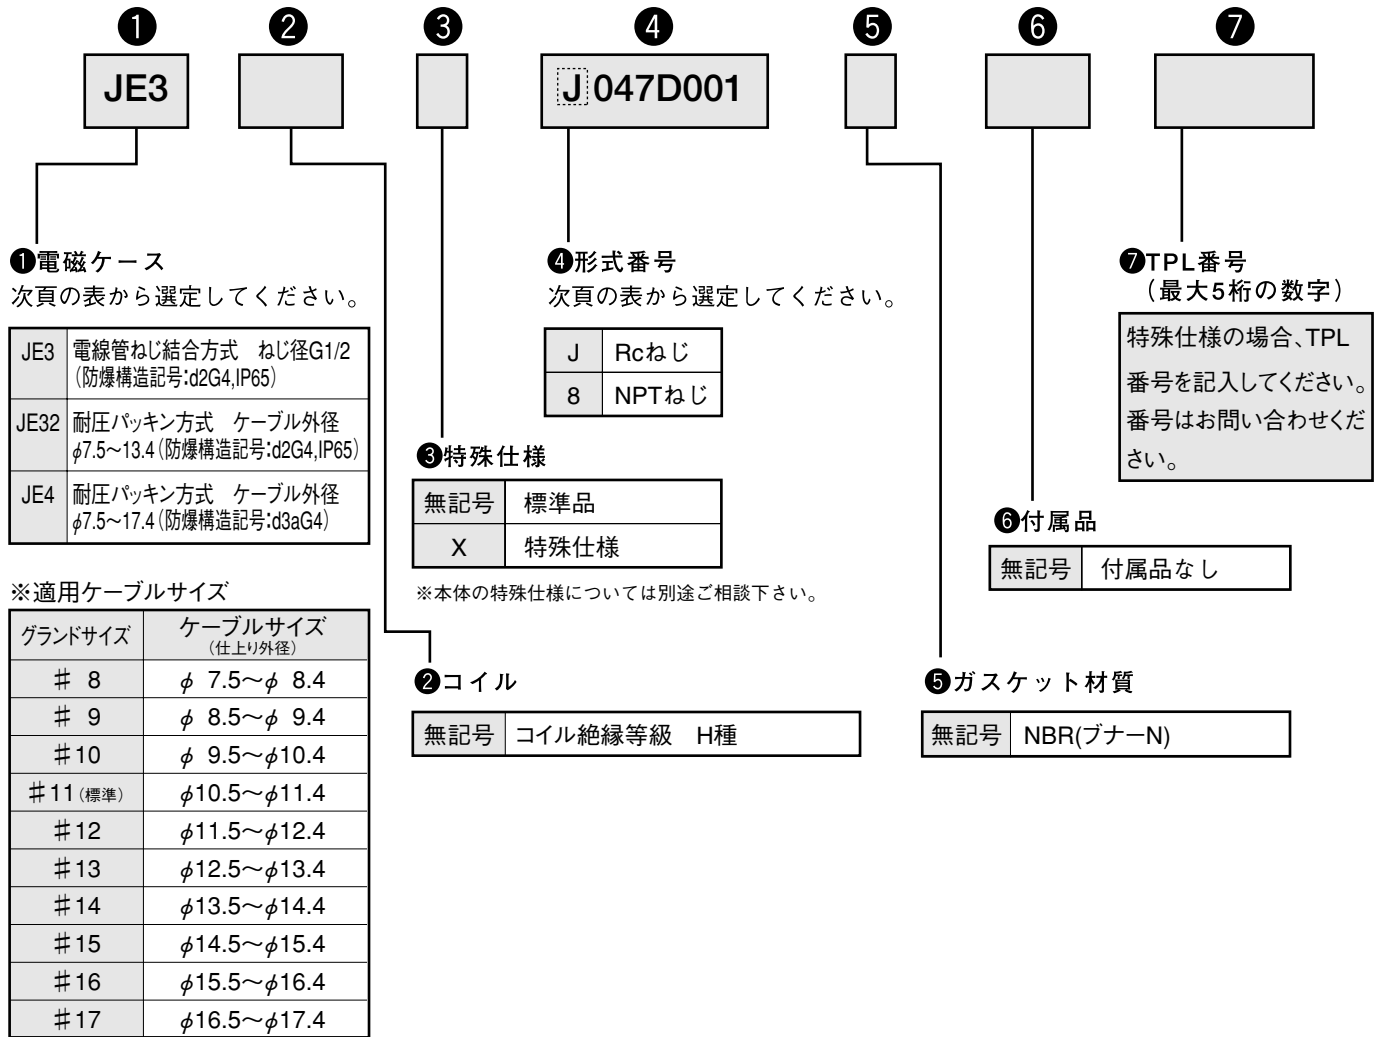 ❶ ❷ ❸ ❹ ❺ ❻ ❼
JE3 J 047D001
❶電磁ケース
次頁の表から選定してください。
JE3 電線管ねじ結合方式 ねじ径G1/2
(防爆構造記号:d2G4,IP65)
JE32 耐圧パッキン方式 ケーブル外径
φ7.5～13.4(防爆構造記号:d2G4,IP65)
JE4 耐圧パッキン方式 ケーブル外径
φ7.5～17.4(防爆構造記号:d3aG4)
※適用ケーブルサイズ
グランドサイズ ケーブルサイズ
(仕上り外径)
♯ 8 φ 7.5～φ 8.4
♯ 9 φ 8.5～φ 9.4
♯10 φ 9.5～φ10.4
♯11(標準) φ10.5～φ11.4
♯12 φ11.5～φ12.4
♯13 φ12.5～φ13.4
♯14 φ13.5～φ14.4
♯15 φ14.5～φ15.4
♯16 φ15.5～φ16.4
♯17 φ16.5～φ17.4
❹形式番号
次頁の表から選定してください。
J Rcねじ
8 NPTねじ
❸特殊仕様
無記号 標準品
X 特殊仕様
※本体の特殊仕様については別途ご相談下さい。
❷コイル
無記号 コイル絶縁等級 H種
❼TPL番号
(最大5桁の数字)
特殊仕様の場合、TPL
番号を記入してください。
番号はお問い合わせくだ
さい。
❻付属品
無記号 付属品なし
❺ガスケット材質
無記号 NBR(ブナーN)